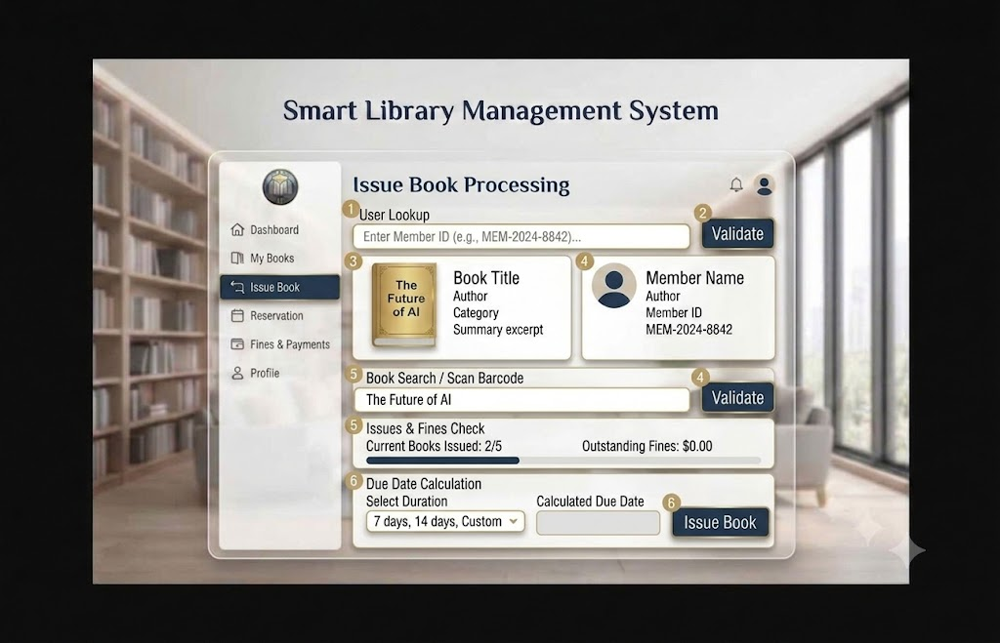 Smart Library Management System
Issue Book Processing
Dashboard
My Books
Issue Book
Reservation
Fines & Payments
Profile
1
User Lookup
Enter Member ID (e.g., MEM-2024-8842)...
2
Validate
3
The
Future
of AI
Book Title
Author
Category
Summary excerpt
4
Member Name
Author
Member ID
MEM-2024-8842
5
Book Search / Scan Barcode
The Future of AI
4
Validate
5
Issues & Fines Check
Current Books Issued: 2/5
Outstanding Fines: $0.00
6
Due Date Calculation
Select Duration
7 days, 14 days, Custom
Calculated Due Date
6
Issue Book